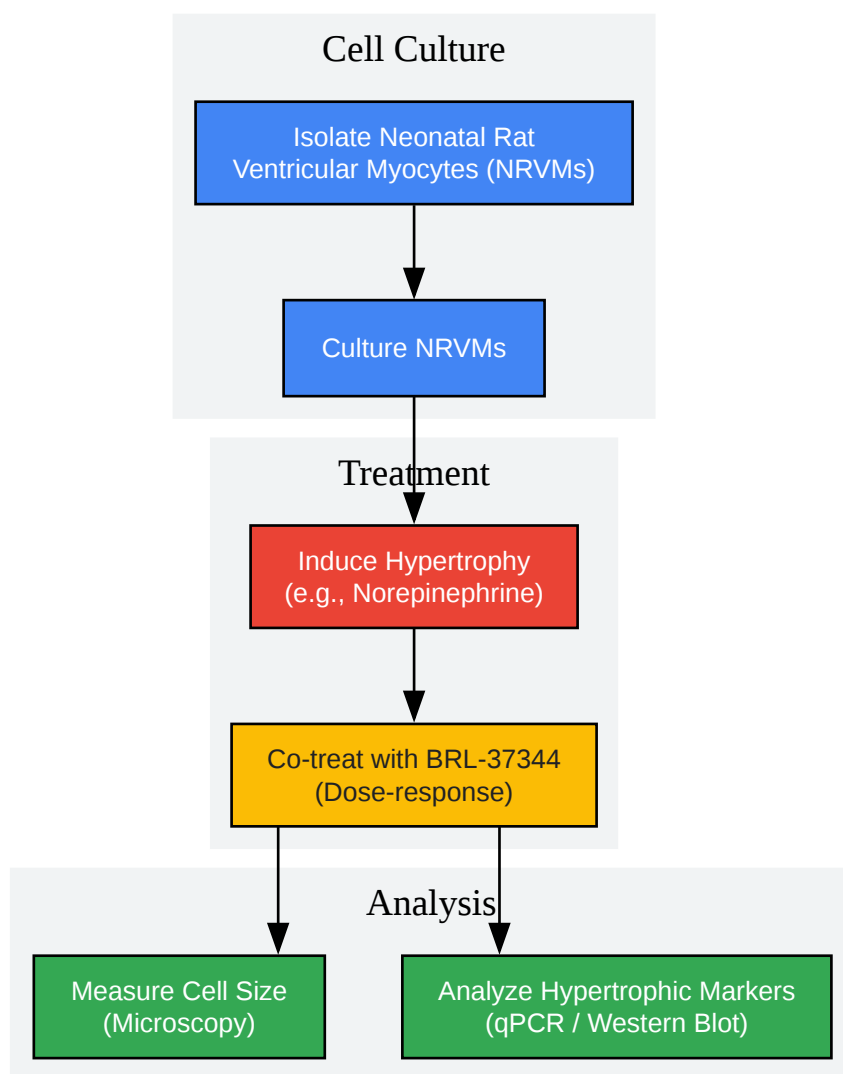 Cell Culture
Isolate Neonatal Rat
Ventricular Myocytes (NRVMs)
Culture NRVMs
Treatment
Induce Hypertrophy
(e.g., Norepinephrine)
Co-treat with BRL-37344
(Dose-response)
Analysis
Measure Cell Size
(Microscopy)
Analyze Hypertrophic Markers
(qPCR / Western Blot)